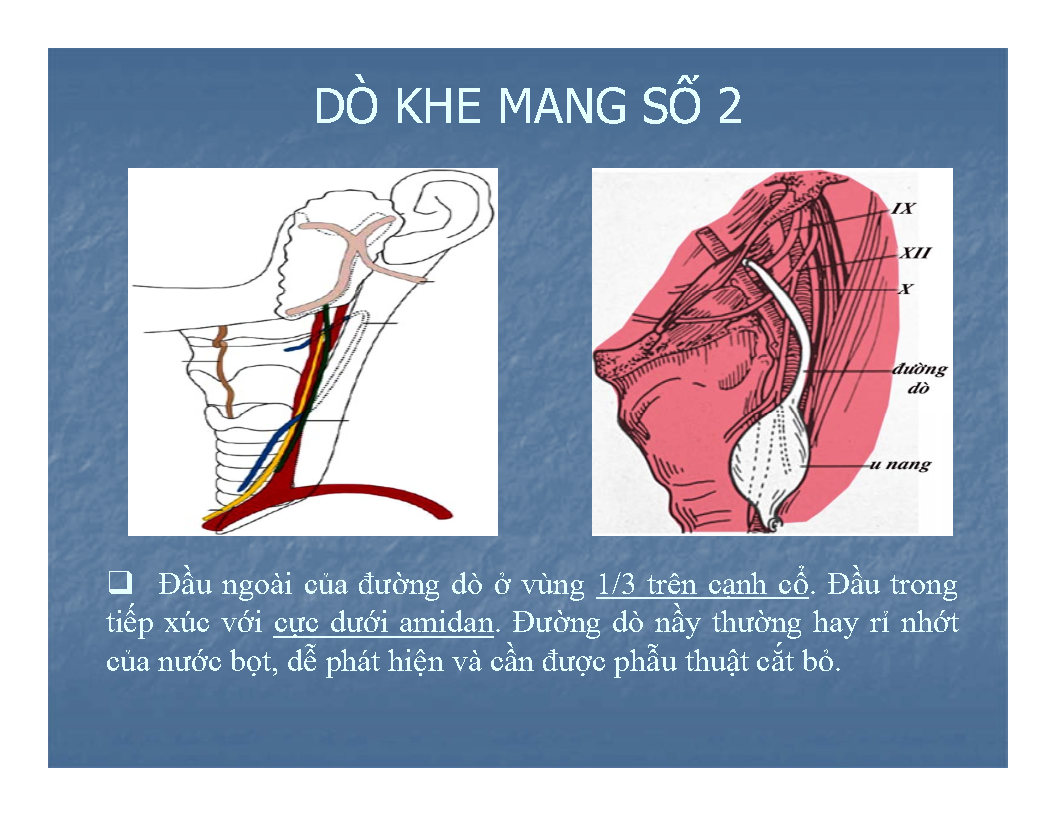 DÒ KHE MANG SỐ 2
IX
XII
X
đường
dò
u nang
Đầu ngoài của đường dò ở vùng 1/3 trên cạnh cổ. Đầu trong
tiếp xúc với cực dưới amidan. Đường dò nầy thường hay rỉ nhớt
của nước bọt, dễ phát hiện và cần được phẫu thuật cắt bỏ.